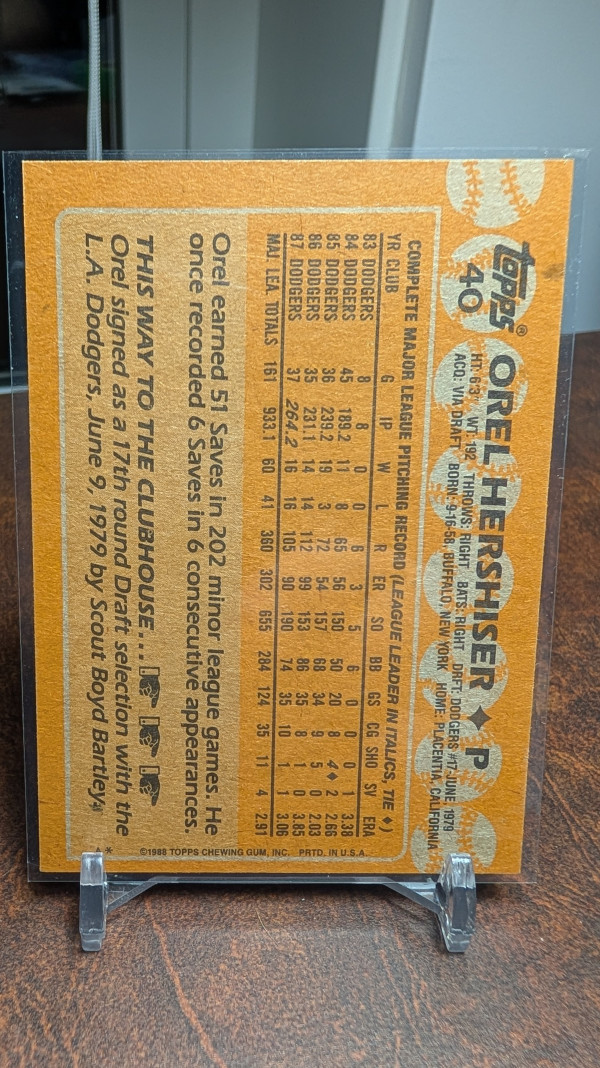 topps®
40
OREL HERSHISER ♦ P
HT: 6'3" WT: 192 THROWS: RIGHT BATS: RIGHT DRFT: DODGERS #17-JUNE, 1979
ACQ: VIA DRAFT BORN: 9-16-58, BUFFALO, NEW YORK HOME: PLACENTIA, CALIFORNIA
COMPLETE MAJOR LEAGUE PITCHING RECORD (LEAGUE LEADER IN ITALICS, TIE ♦)
YR CLUB G IP W L R ER SO BB GS CG SHO SV ERA
83 DODGERS 8 8 0 0 6 3 5 6 0 0 0 1 3.38
84 DODGERS 45 189.2 11 8 65 56 150 50 20 8 4♦ 2 2.66
85 DODGERS 36 239.2 19 3 72 54 157 68 34 9 5 0 2.03
86 DODGERS 35 231.1 14 14 112 99 153 86 35 8 1 0 3.85
87 DODGERS 37 264.2 16 16 105 90 190 74 35 10 1 1 3.06
MAJ. LEA. TOTALS 161 933.1 60 41 360 302 655 284 124 35 11 4 2.91
Orel earned 51 Saves in 202 minor league games. He
once recorded 6 Saves in 6 consecutive appearances.
THIS WAY TO THE CLUBHOUSE...
Orel signed as a 17th round Draft selection with the
L.A. Dodgers, June 9, 1979 by Scout Boyd Bartley.
A * ©1988 TOPPS CHEWING GUM, INC. PRTD. IN U.S.A.